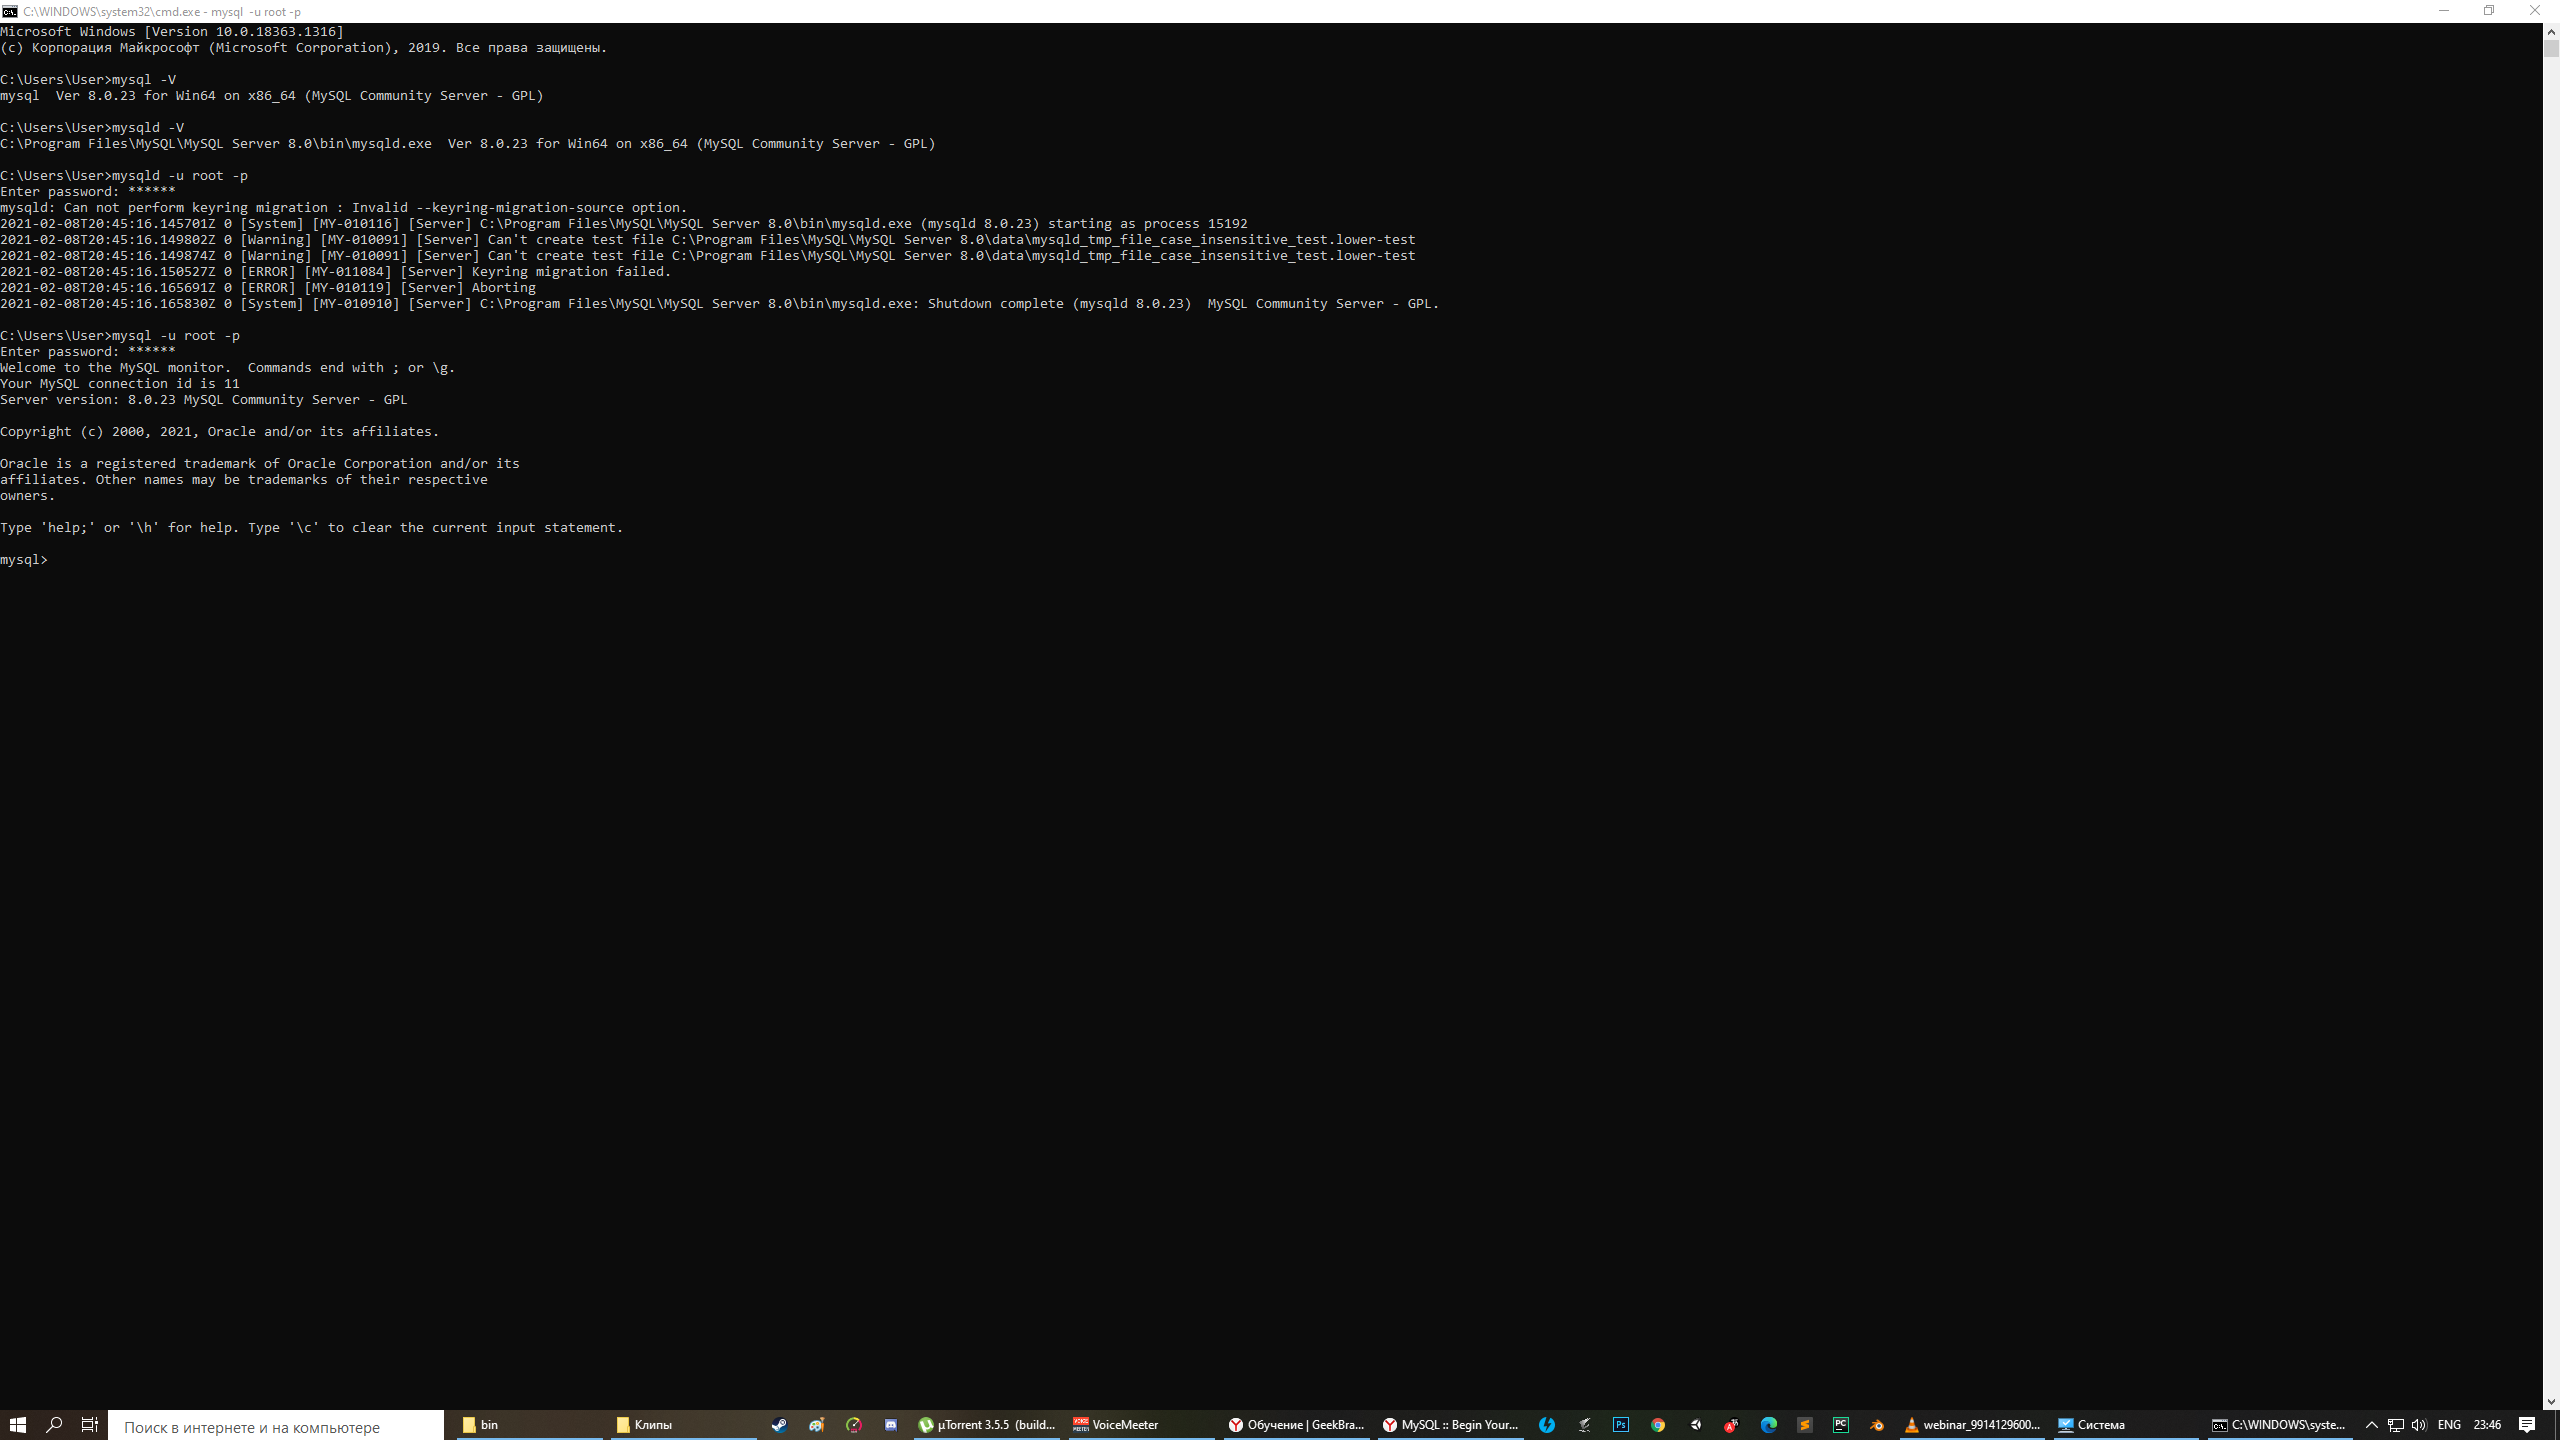 C:\WINDOWS\system32\cmd.exe - mysql -u root -p
Microsoft Windows [Version 10.0.18363.1316]
(c) Корпорация Майкрософт (Microsoft Corporation), 2019. Все права защищены.
C:\Users\User>mysql -V
mysql  Ver 8.0.23 for Win64 on x86_64 (MySQL Community Server - GPL)
C:\Users\User>mysqld -V
C:\Program Files\MySQL\MySQL Server 8.0\bin\mysqld.exe  Ver 8.0.23 for Win64 on x86_64 (MySQL Community Server - GPL)
C:\Users\User>mysqld -u root -p
Enter password: ******
mysqld: Can not perform keyring migration : Invalid --keyring-migration-source option.
2021-02-08T20:45:16.145701Z 0 [System] [MY-010116] [Server] C:\Program Files\MySQL\MySQL Server 8.0\bin\mysqld.exe (mysqld 8.0.23) starting as process 15192
2021-02-08T20:45:16.149802Z 0 [Warning] [MY-010091] [Server] Can't create test file C:\Program Files\MySQL\MySQL Server 8.0\data\mysqld_tmp_file_case_insensitive_test.lower-test
2021-02-08T20:45:16.149874Z 0 [Warning] [MY-010091] [Server] Can't create test file C:\Program Files\MySQL\MySQL Server 8.0\data\mysqld_tmp_file_case_insensitive_test.lower-test
2021-02-08T20:45:16.150527Z 0 [ERROR] [MY-011084] [Server] Keyring migration failed.
2021-02-08T20:45:16.165691Z 0 [ERROR] [MY-010119] [Server] Aborting
2021-02-08T20:45:16.165830Z 0 [System] [MY-010910] [Server] C:\Program Files\MySQL\MySQL Server 8.0\bin\mysqld.exe: Shutdown complete (mysqld 8.0.23)  MySQL Community Server - GPL.
C:\Users\User>mysql -u root -p
Enter password: ******
Welcome to the MySQL monitor.  Commands end with ; or \g.
Your MySQL connection id is 11
Server version: 8.0.23 MySQL Community Server - GPL
Copyright (c) 2000, 2021, Oracle and/or its affiliates.
Oracle is a registered trademark of Oracle Corporation and/or its
affiliates. Other names may be trademarks of their respective
owners.
Type 'help;' or '\h' for help. Type '\c' to clear the current input statement.
mysql>
Поиск в интернете и на компьютере
bin
Клипы
µTorrent 3.5.5 (build...
VoiceMeeter
Обучение | GeekBra...
MySQL :: Begin Your...
webinar_9914129600...
Система
C:\WINDOWS\syste...
ENG
23:46